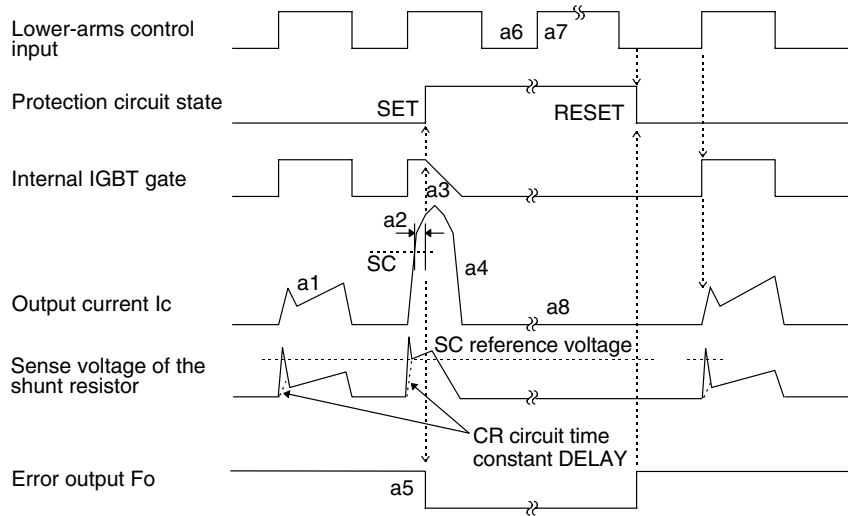 Lower-arms control
input
a6
a7
Protection circuit state
SET
RESET
Internal IGBT gate
a3
a2
SC
a4
a1
Output current Ic
a8
SC reference voltage
Sense voltage of the
shunt resistor
CR circuit time
constant DELAY
Error output Fo
a5